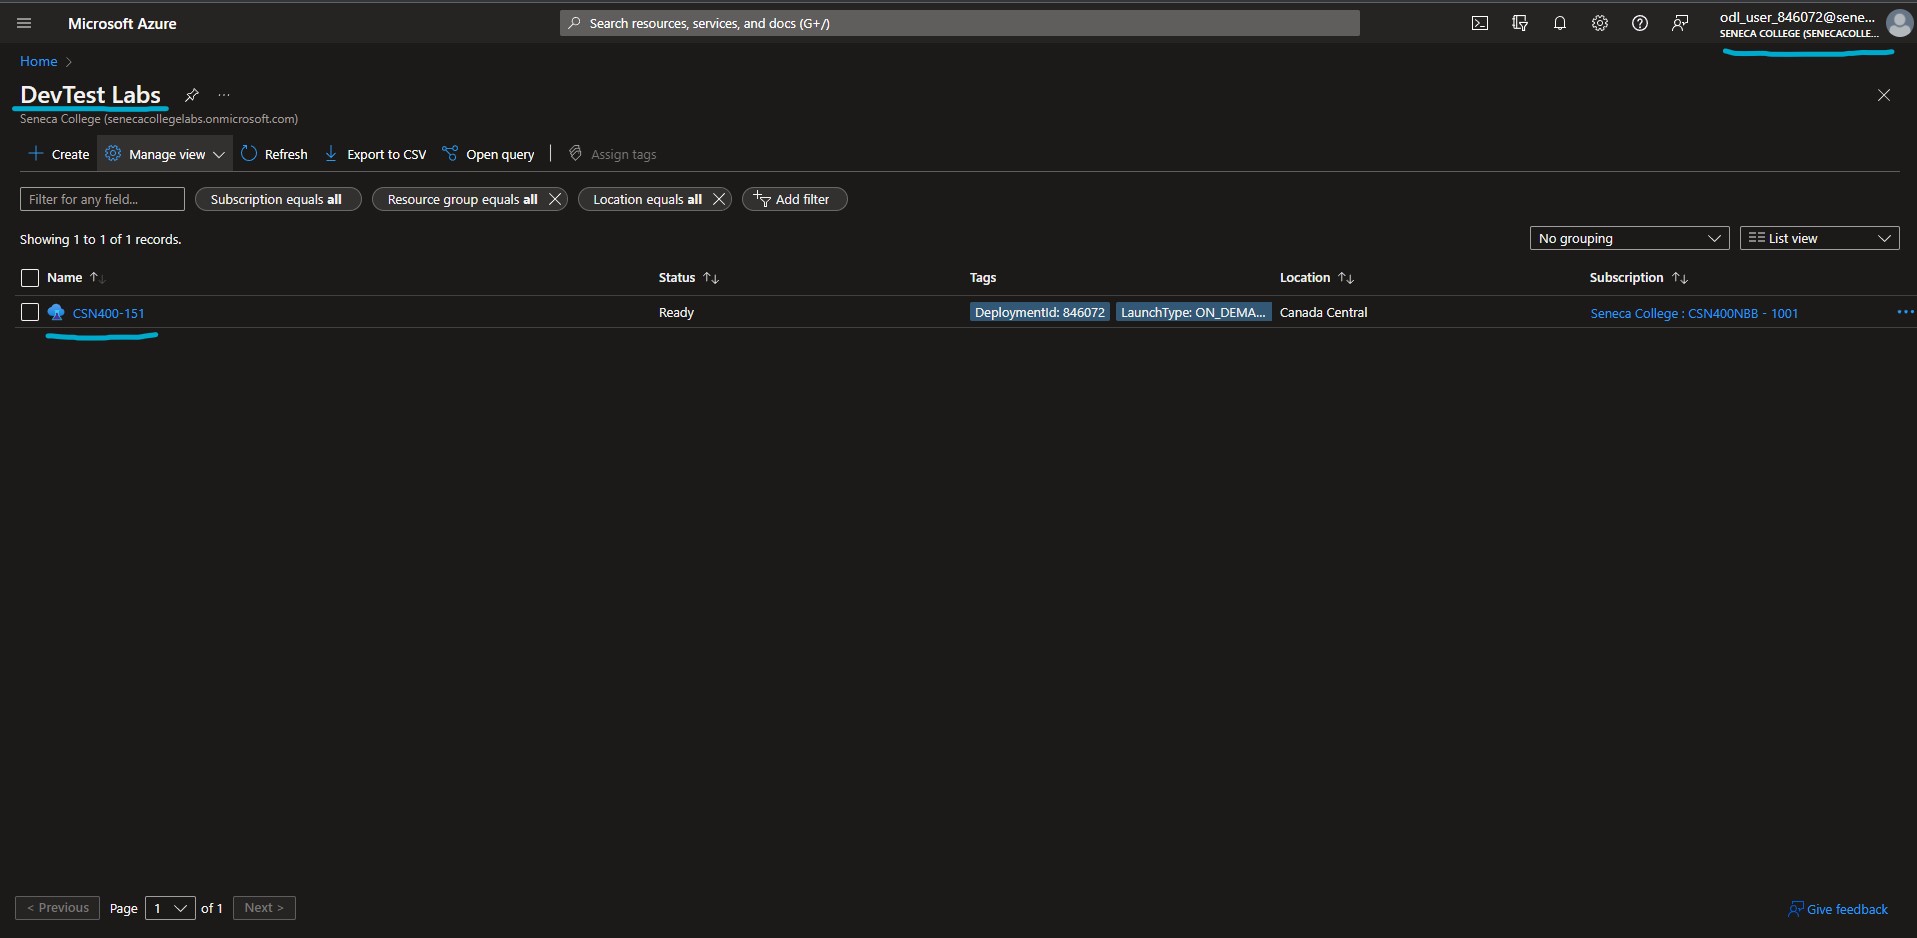 Microsoft Azure
Search resources, services, and docs (G+/)
odl_user_846072@sene...
SENECA COLLEGE (SENECACOLLE...
Home >
DevTest Labs ...
Seneca College (senecacollegelabs.onmicrosoft.com)
+ Create Manage view Refresh Export to CSV Open query | Assign tags
Filter for any field... Subscription equals all Resource group equals all Location equals all Add filter
Showing 1 to 1 of 1 records.
No grouping List view
Name Status Tags Location Subscription
CSN400-151 Ready DeploymentId: 846072 LaunchType: ON_DEMA... Canada Central Seneca College : CSN400NBB - 1001 ...
< Previous Page 1 of 1 Next >
Give feedback